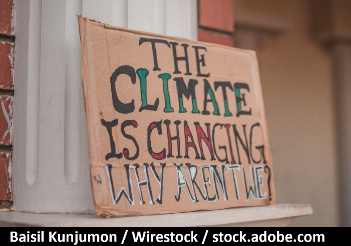 THE
CLIMATE
IS CHANGING
WHY AREN'T WE?
Baisil Kunjumon / Wirestock / stock.adobe.com